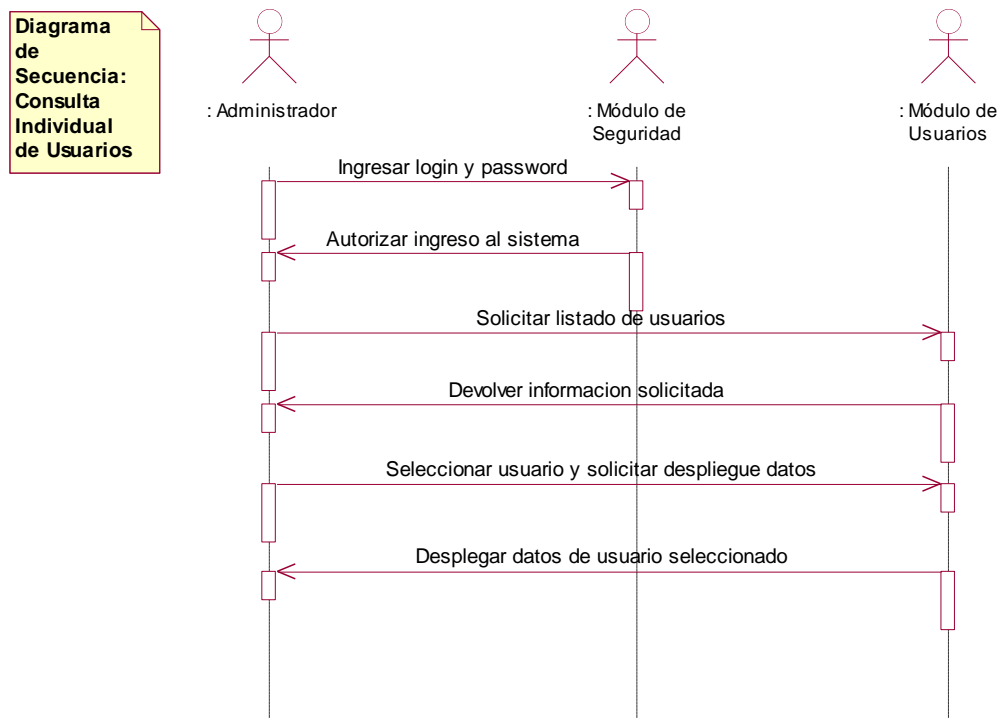 Diagrama
de
Secuencia:
Consulta
Individual
de Usuarios
: Administrador
: Módulo de
Seguridad
: Módulo de
Usuarios
Ingresar login y password
Autorizar ingreso al sistema
Solicitar listado de usuarios
Devolver informacion solicitada
Seleccionar usuario y solicitar despliegue datos
Desplegar datos de usuario seleccionado